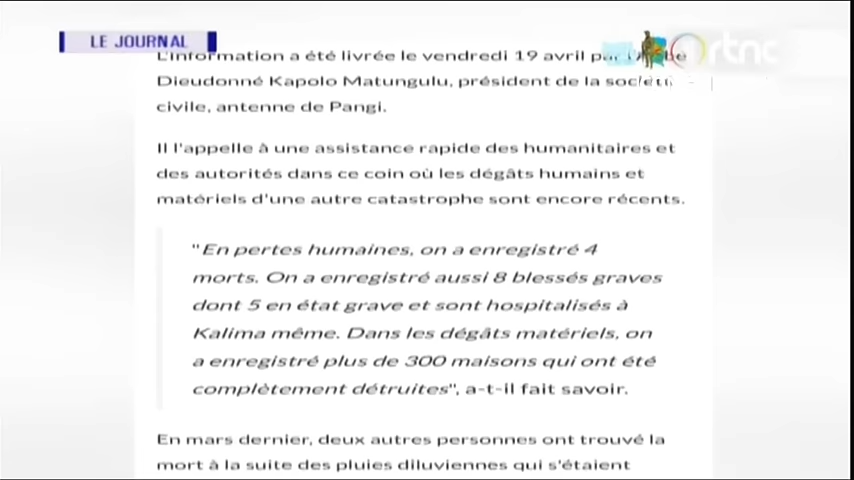 LE JOURNAL
rtnc
L'information a été livrée le vendredi 19 avril
Dieudonné Kapolo Matungulu, président de la société
civile, antenne de Pangi.
Il l'appelle à une assistance rapide des humanitaires et
des autorités dans ce coin où les dégâts humains et
matériels d'une autre catastrophe sont encore récents.
"En pertes humaines, on a enregistré 4
morts. On a enregistré aussi 8 blessés graves
dont 5 en état grave et sont hospitalisés à
Kalima même. Dans les dégâts matériels, on
a enregistré plus de 300 maisons qui ont été
complètement détruites", a-t-il fait savoir.
En mars dernier, deux autres personnes ont trouvé la
mort à la suite des pluies diluviennes qui s'étaient